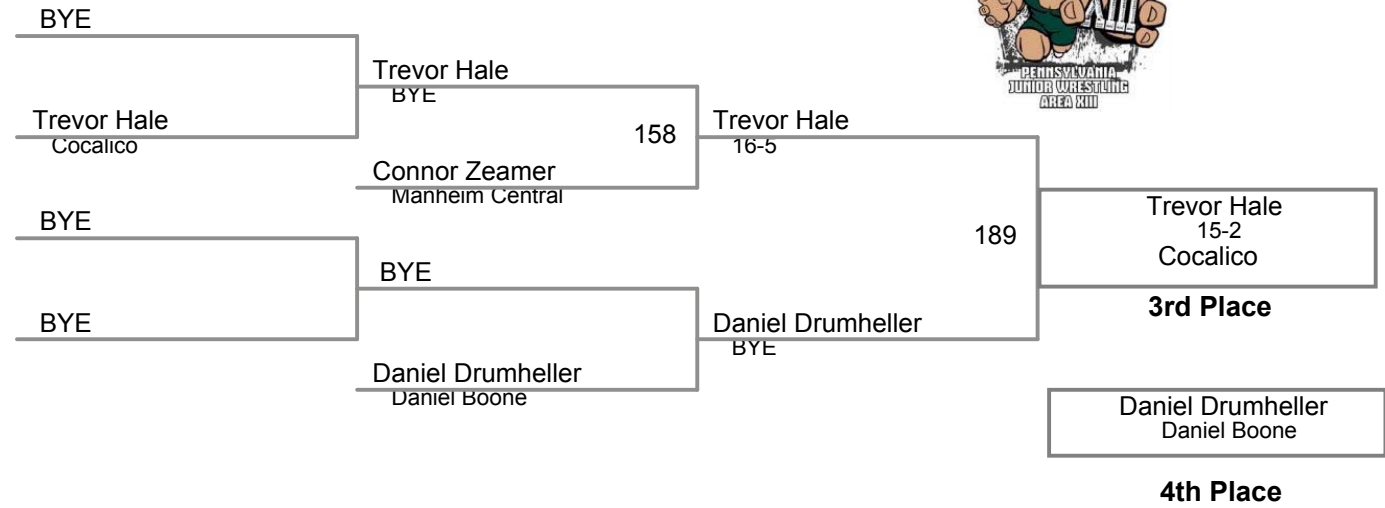 BYE
Trevor Hale
Cocalico
BYE
BYE
Trevor Hale
BYE
Connor Zeamer
Manheim Central
158
BYE
Daniel Drumheller
Daniel Boone
Trevor Hale
16-5
Daniel Drumheller
BYE
189
Trevor Hale
15-2
Cocalico
3rd Place
Daniel Drumheller
Daniel Boone
4th Place
XIII
PENNSYLVANIA
JUNIOR WRESTLING
AREA XIII